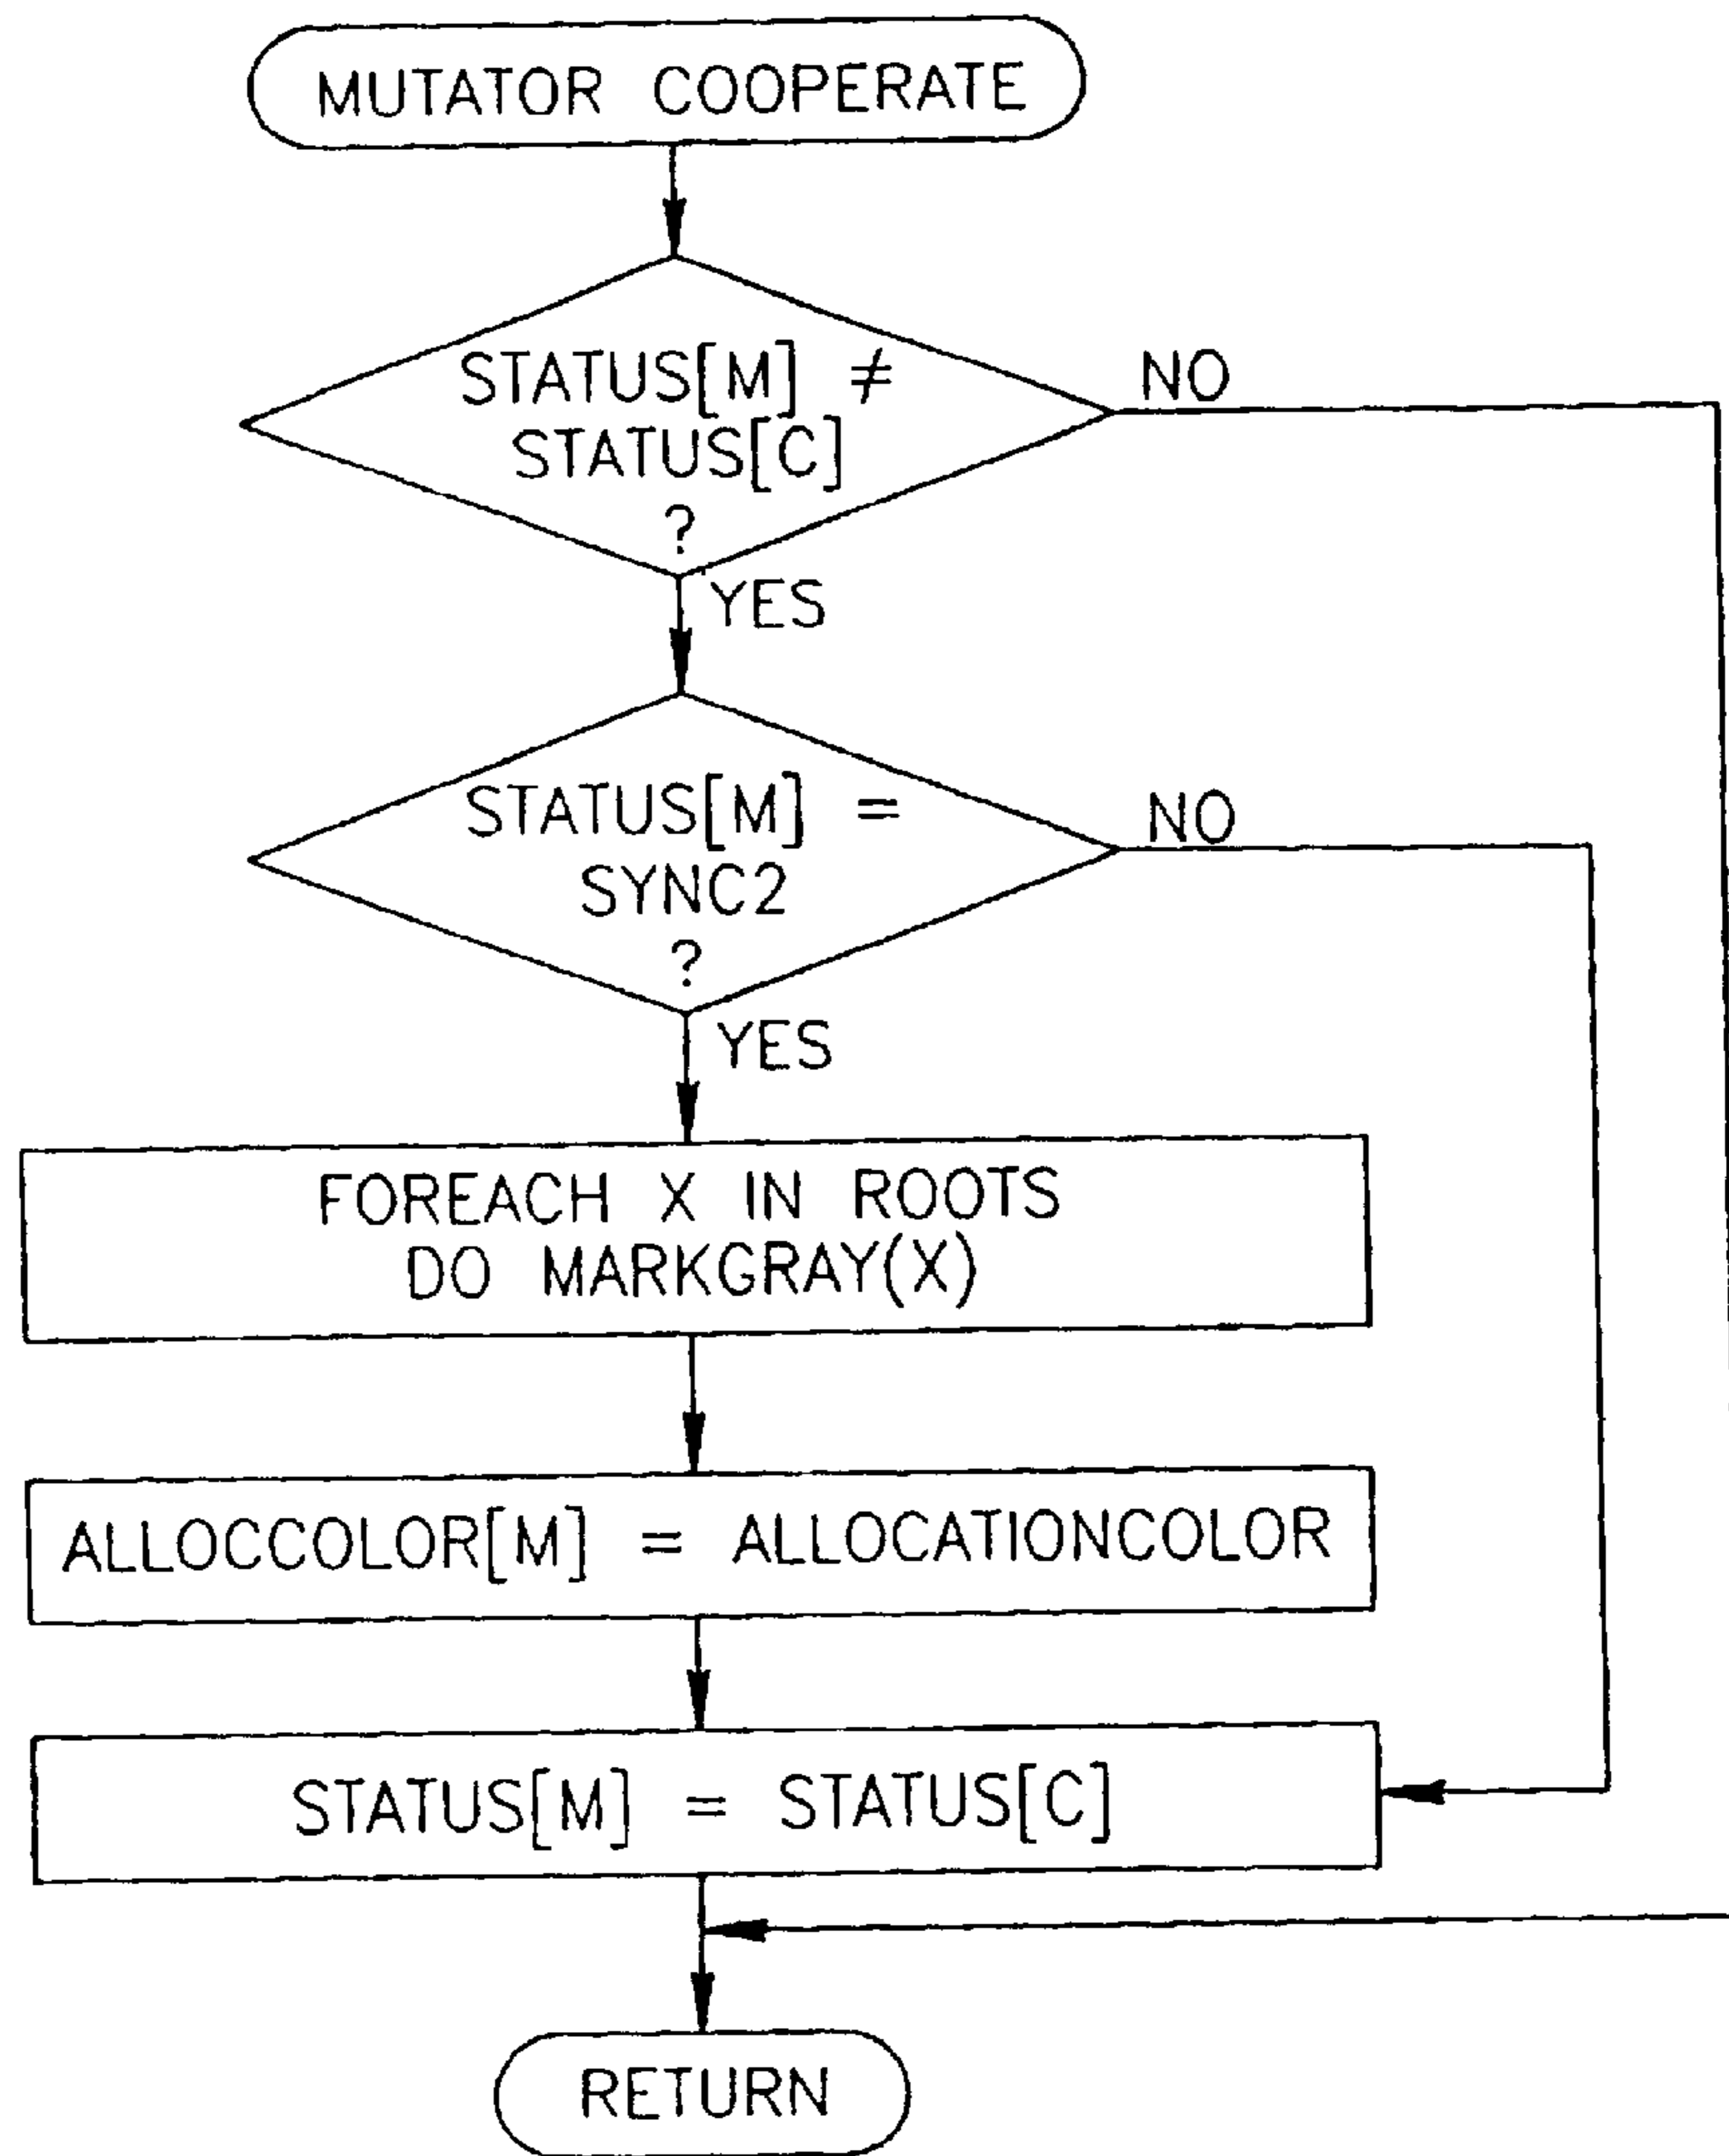 MUTATOR COOPERATE
STATUS[M] ≠
STATUS[C]
?
NO
YES
STATUS[M] =
SYNC2
?
NO
YES
FOREACH X IN ROOTS
DO MARKGRAY(X)
ALLOCCOLOR[M] = ALLOCATIONCOLOR
STATUS[M] = STATUS[C]
RETURN